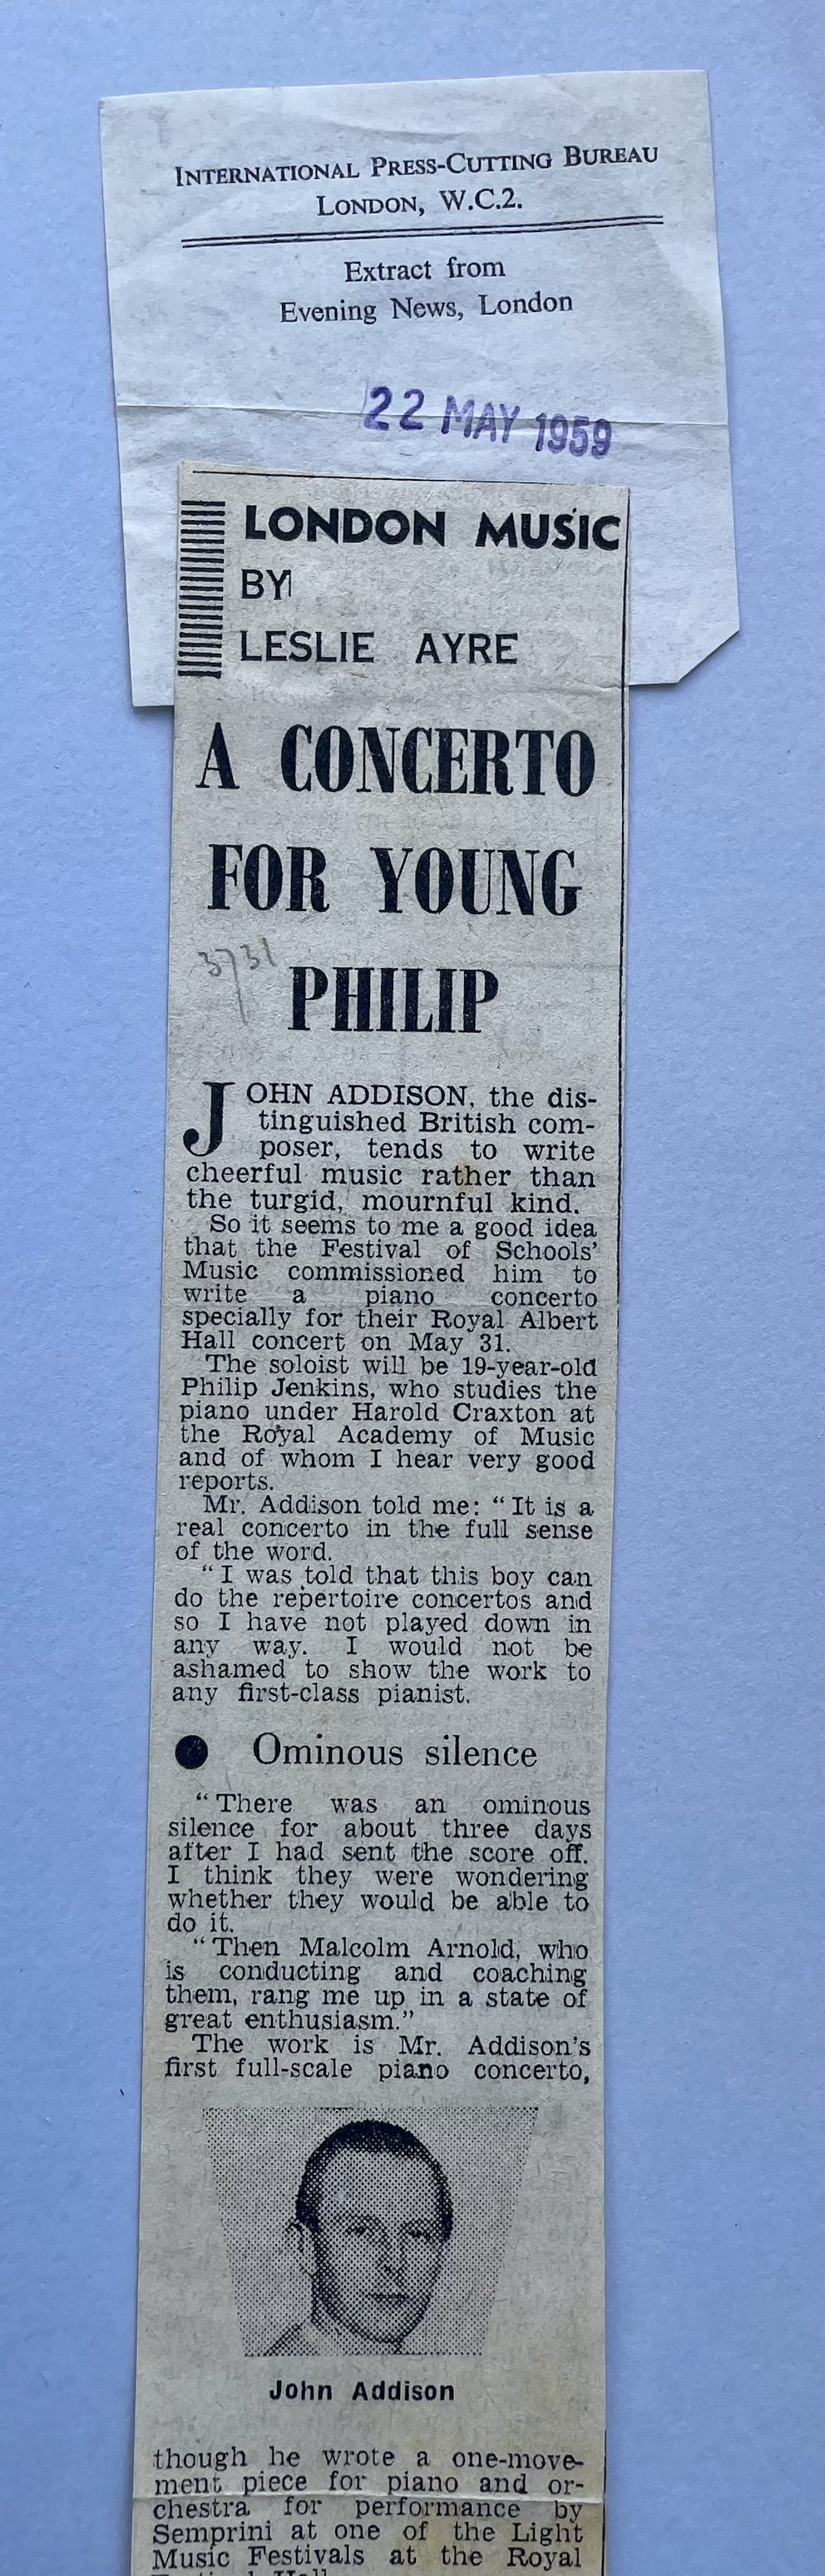 INTERNATIONAL PRESS-CUTTING BUREAU
LONDON, W.C.2.
Extract from
Evening News, London
22 MAY 1959
LONDON MUSIC
BY
LESLIE AYRE
A CONCERTO
FOR YOUNG
3731
PHILIP
JOHN ADDISON, the dis-
tinguished British com-
poser, tends to write
cheerful music rather than
the turgid, mournful kind.
So it seems to me a good idea
that the Festival of Schools'
Music commissioned him to
write a piano concerto
specially for their Royal Albert
Hall concert on May 31.
The soloist will be 19-year-old
Philip Jenkins, who studies the
piano under Harold Craxton at
the Royal Academy of Music
and of whom I hear very good
reports.
Mr. Addison told me: "It is a
real concerto in the full sense
of the word.
"I was told that this boy can
do the repertoire concertos and
so I have not played down in
any way. I would not be
ashamed to show the work to
any first-class pianist.
● Ominous silence
"There was an ominous
silence for about three days
after I had sent the score off.
I think they were wondering
whether they would be able to
do it.
"Then Malcolm Arnold, who
is conducting and coaching
them, rang me up in a state of
great enthusiasm."
The work is Mr. Addison's
first full-scale piano concerto,
John Addison
though he wrote a one-move-
ment piece for piano and or-
chestra for performance by
Semprini at one of the Light
Music Festivals at the Royal